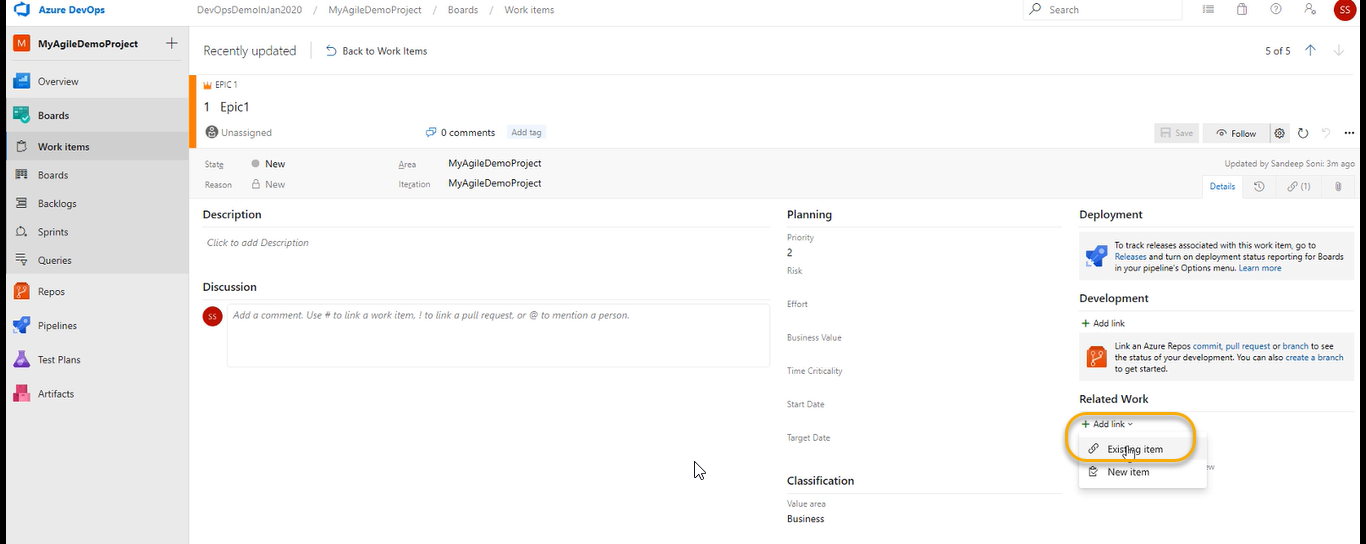 Azure DevOps
DevOpsDemoInJan2020 / MyAgileDemoProject / Boards / Work items
Search
SS
M MyAgileDemoProject
Recently updated
Back to Work Items
5 of 5
Overview
Boards
Work items
Boards
Backlogs
Sprints
Queries
Repos
Pipelines
Test Plans
Artifacts
EPIC 1
1 Epic1
Unassigned
0 comments
Add tag
Save
Follow
State New
Area MyAgileDemoProject
Updated by Sandeep Soni: 3m ago
Reason New
Iteration MyAgileDemoProject
Details
(1)
Description
Click to add Description
Discussion
SS
Add a comment. Use # to link a work item, ! to link a pull request, or @ to mention a person.
Planning
Priority
2
Risk
Effort
Business Value
Time Criticality
Start Date
Target Date
Classification
Value area
Business
Deployment
To track releases associated with this work item, go to
Releases and turn on deployment status reporting for Boards
in your pipeline's Options menu. Learn more
Development
Add link
Link an Azure Repos commit, pull request or branch to see
the status of your development. You can also create a branch
to get started.
Related Work
Add link
Existing item
New item